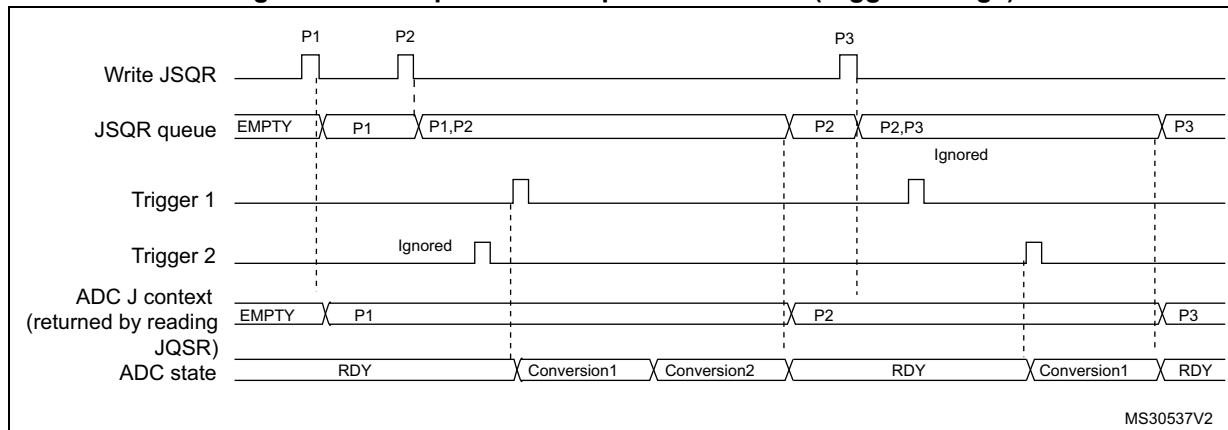 P1 P2 P3
Write JSQR
JSQR queue EMPTY P1 P1,P2 P2 P2,P3 P3
Ignored
Trigger 1
Ignored
Trigger 2
ADC J context
(returned by reading EMPTY P1 P2 P3
JQSR)
ADC state RDY Conversion1 Conversion2 RDY Conversion1 RDY
MS30537V2